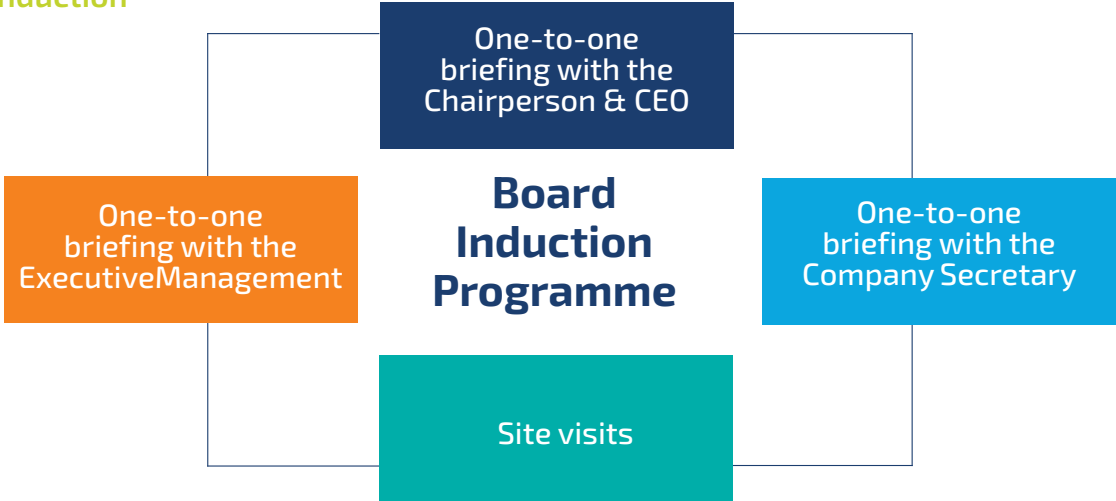 One-to-one
briefing with the
Chairperson & CEO
One-to-one
briefing with the
ExecutiveManagement
Board
Induction
Programme
One-to-one
briefing with the
Company Secretary
Site visits